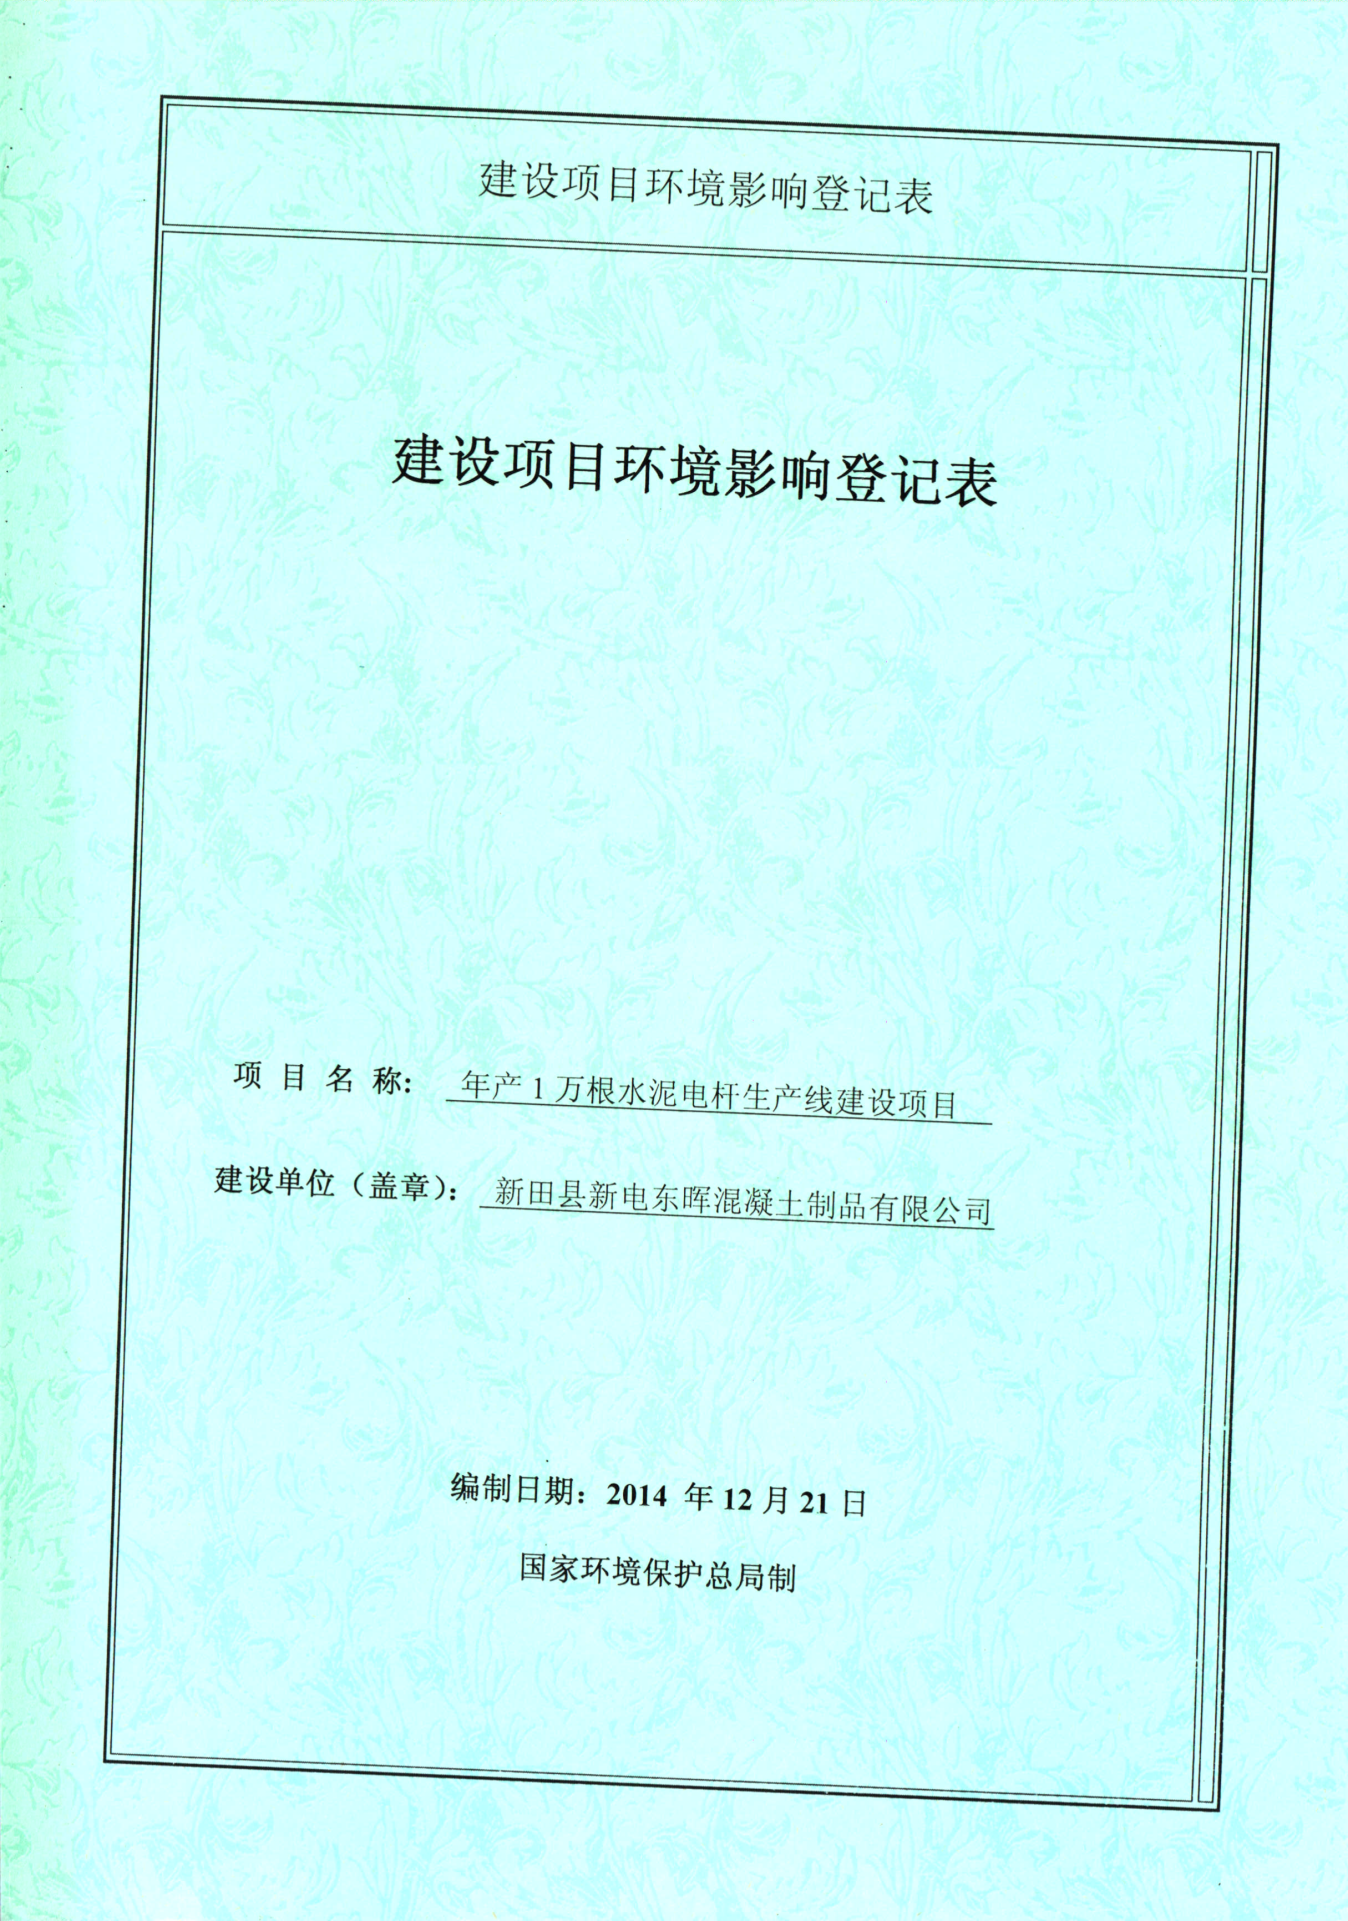 建设项目环境影响登记表
建设项目环境影响登记表
项 目 名 称: 年产 1 万根水泥电杆生产线建设项目
建设单位（盖章）: 新田县新电东晖混凝土制品有限公司
编制日期: 2014 年 12 月 21 日
国家环境保护总局制